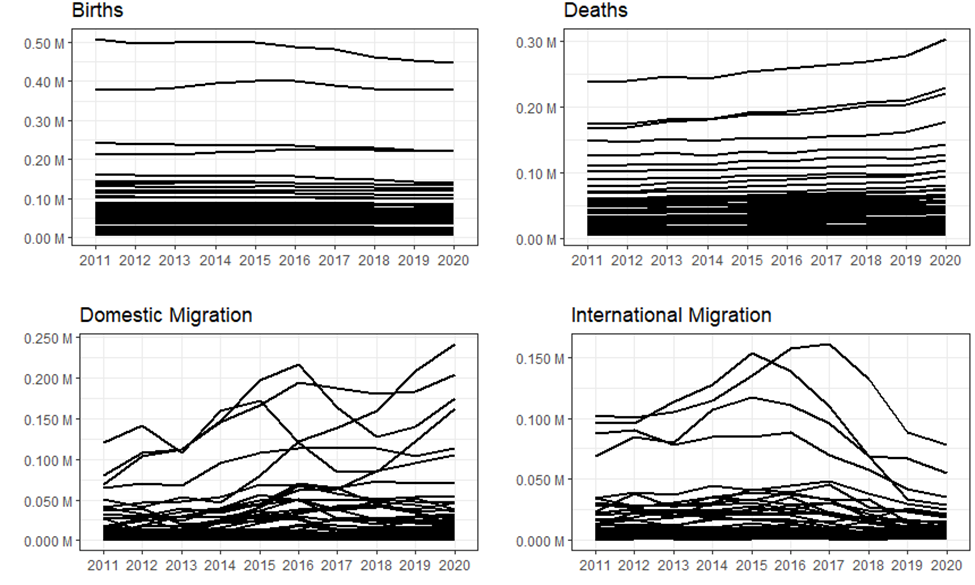 Births
0.50 M
0.40 M
0.30 M
0.20 M
0.10 M
0.00 M
2011 2012 2013 2014 2015 2016 2017 2018 2019 2020
Deaths
0.30 M
0.20 M
0.10 M
0.00 M
2011 2012 2013 2014 2015 2016 2017 2018 2019 2020
Domestic Migration
0.250 M
0.200 M
0.150 M
0.100 M
0.050 M
0.000 M
2011 2012 2013 2014 2015 2016 2017 2018 2019 2020
International Migration
0.150 M
0.100 M
0.050 M
0.000 M
2011 2012 2013 2014 2015 2016 2017 2018 2019 2020